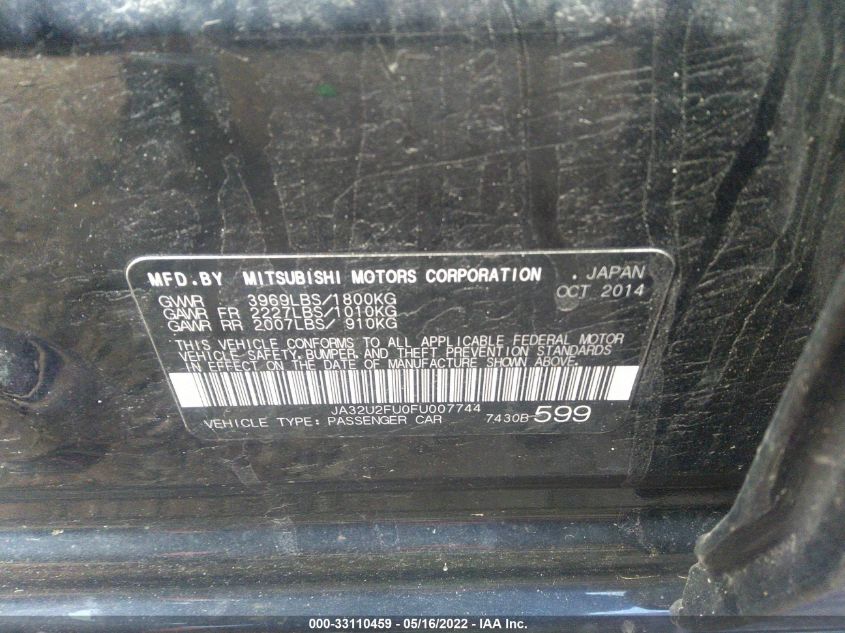 MFD.BY MITSUBISHI MOTORS CORPORATION . JAPAN
OCT 2014
GVWR 3969LBS/1800KG
GAWR FR 2227LBS/1010KG
GAWR RR 2007LBS/ 910KG
THIS VEHICLE CONFORMS TO ALL APPLICABLE FEDERAL MOTOR
VEHICLE SAFETY, BUMPER, AND THEFT PREVENTION STANDARDS
IN EFFECT ON THE DATE OF MANUFACTURE SHOWN ABOVE.
JA32U2FU0FU007744
VEHICLE TYPE: PASSENGER CAR 7430B 599
000-33110459 - 05/16/2022 - IAA Inc.